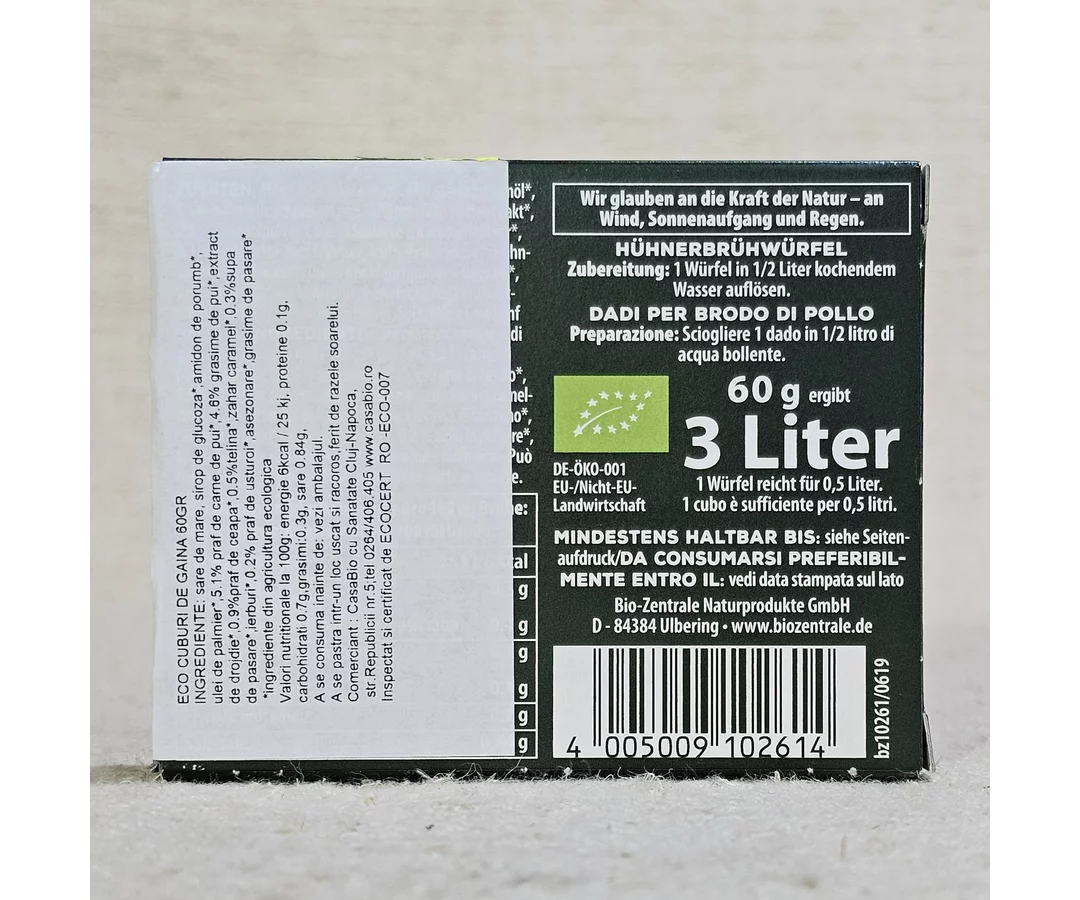 ECO CUBURI DE GAINA 60GR
INGREDIENTE: sare de mare, sirop de glucoza*,amidon de porumb*,
ulei de palmier*,5.1% praf de carne de pui*,4.6% grasime de pui*,extract
de drojdie*,0.9%praf de ceapa*,0.5%telina*,zahar caramel*,0.3%supa
de pasare*,ierburi*,0.2% praf de usturoi*,asezonare*,grasime de pasare*
*Ingrediente din agricultura ecologica
Valori nutritionale la 100g: energie 6kcal / 25 kj, proteine 0.1g,
carbohidrati 0.7g,grasimi:0.3g, sare 0.84g,
A se consuma inainte de: vezi ambalajul.
A se pastra intr-un loc uscat si racoros,ferit de razele soarelui.
Comerciant : CasaBio cu Sanatate Cluj-Napoca,
str.Republicii nr.5;tel 0264/406.405 www.casabio.ro
Inspectat si certificat de ECOCERT RO -ECO-007
Wir glauben an die Kraft der Natur – an
Wind, Sonnenaufgang und Regen.
HÜHNERBRÜHWÜRFEL
Zubereitung: 1 Würfel in 1/2 Liter kochendem
Wasser auflösen.
DADI PER BRODO DI POLLO
Preparazione: Sciogliere 1 dado in 1/2 litro di
acqua bollente.
60 g ergibt
3 Liter
1 Würfel reicht für 0,5 Liter.
1 cubo è sufficiente per 0,5 litri.
DE-ÖKO-001
EU-/Nicht-EU-
Landwirtschaft
MINDESTENS HALTBAR BIS: siehe Seiten-
aufdruck/DA CONSUMARSI PREFERIBIL-
MENTE ENTRO IL: vedi data stampata sul lato
Bio-Zentrale Naturprodukte GmbH
D - 84384 Ulbering • www.biozentrale.de
4 005009 102614
bz10261/0619